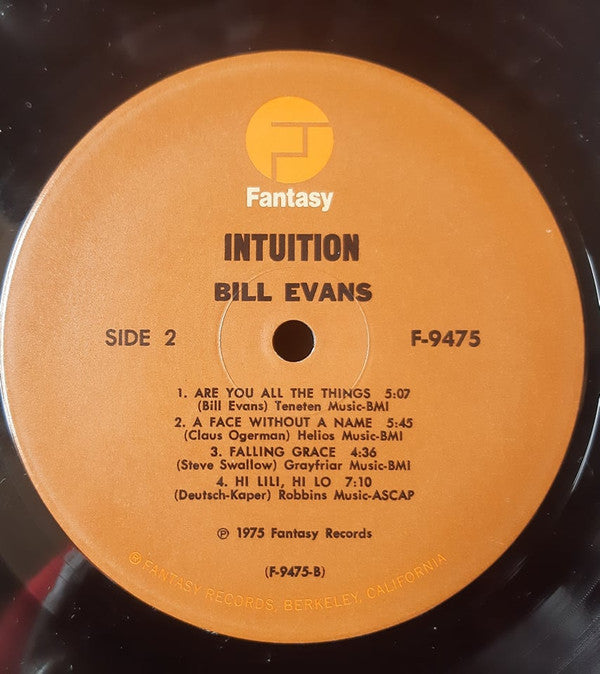 Fantasy
INTUITION
BILL EVANS
SIDE 2
F-9475
1. ARE YOU ALL THE THINGS 5:07
(Bill Evans) Teneten Music-BMI
2. A FACE WITHOUT A NAME 5:45
(Claus Ogerman) Helios Music-BMI
3. FALLING GRACE 4:36
(Steve Swallow) Grayfriar Music-BMI
4. HI LILI, HI LO 7:10
(Deutsch-Kaper) Robbins Music-ASCAP
℗ 1975 Fantasy Records
(F-9475-B)
® FANTASY RECORDS, BERKELEY, CALIFORNIA